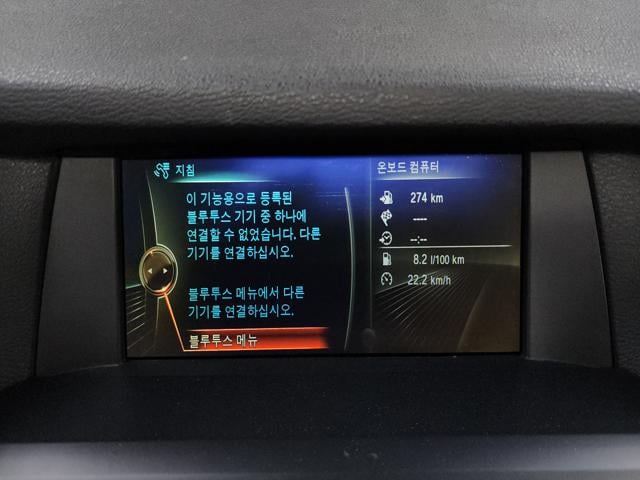 지침
이 기능용으로 등록된
블루투스 기기 중 하나에
연결할 수 없었습니다. 다른
기기를 연결하십시오.
블루투스 메뉴에서 다른
기기를 연결하십시오.
블루투스 메뉴
온보드 컴퓨터
274 km
----
--:--
8.2 l/100 km
22.2 km/h